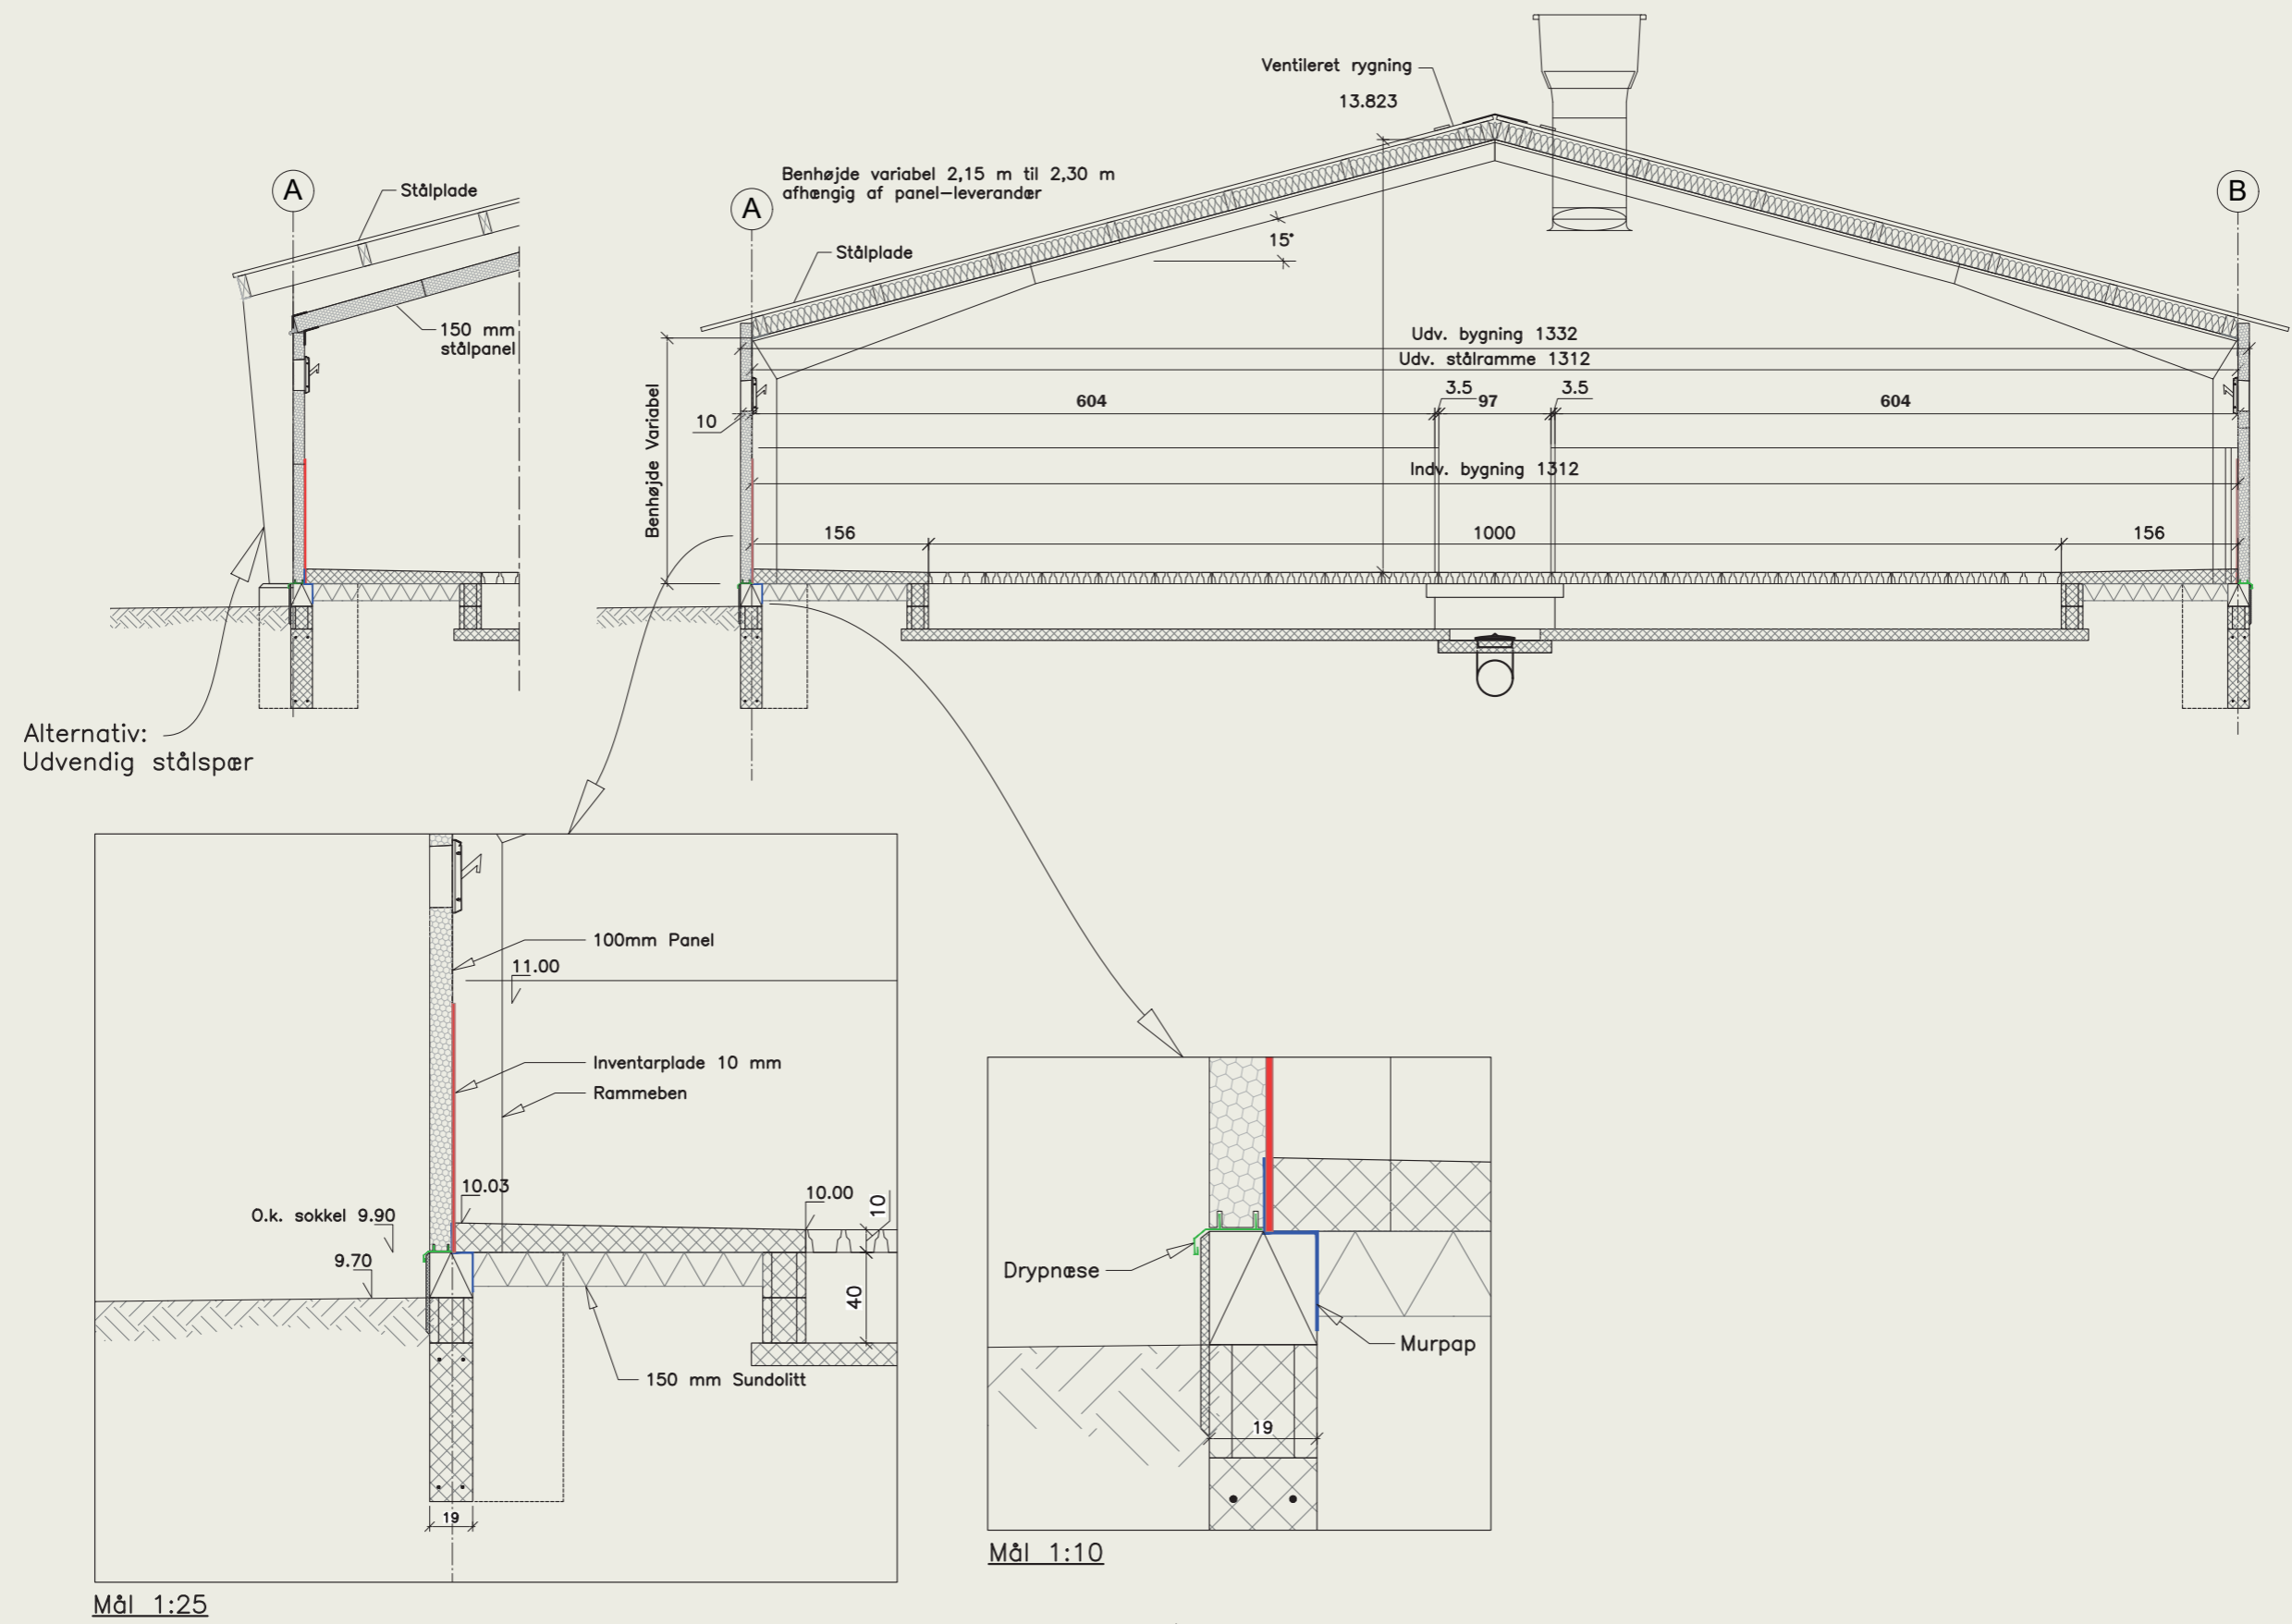 Ventileret rygning
13.823
A
Stålplade
150 mm
stålpanel
Alternativ:
Udvendig stålspær
A
Benhøjde variabel 2,15 m til 2,30 m
afhængig af panel-leverandør
B
Stålplade
15°
Udv. bygning 1332
Udv. stålramme 1312
3.5
3.5
604
97
604
10
Benhøjde Variabel
Indv. bygning 1312
156
1000
156
100mm Panel
11.00
Inventarplade 10 mm
Rammeben
10.03
10.00
10
O.k. sokkel 9.90
9.70
40
150 mm Sundolitt
19
Mål 1:25
Drypnæse
Murpap
19
Mål 1:10